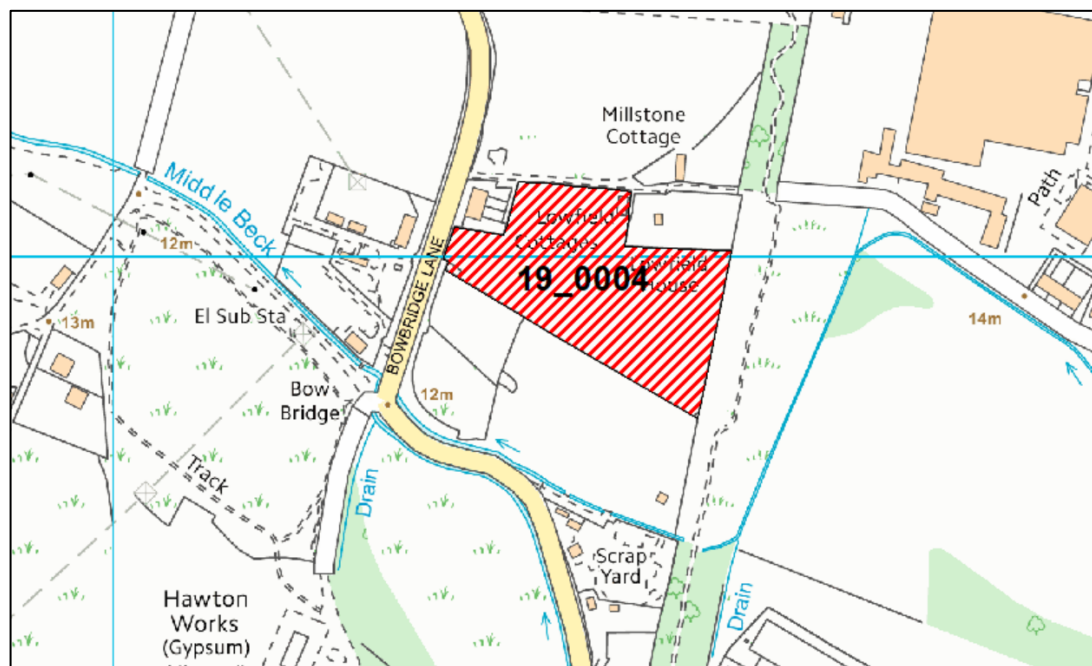 Millstone
Cottage
Middle Beck
Path
Lowfield
Cottages
12m
19_0004
Lowfield
House
BOWBRIDGE LANE
El Sub Sta
13m
14m
Bow
Bridge
12m
Track
Drain
Scrap
Yard
Hawton
Works
(Gypsum)
Drain